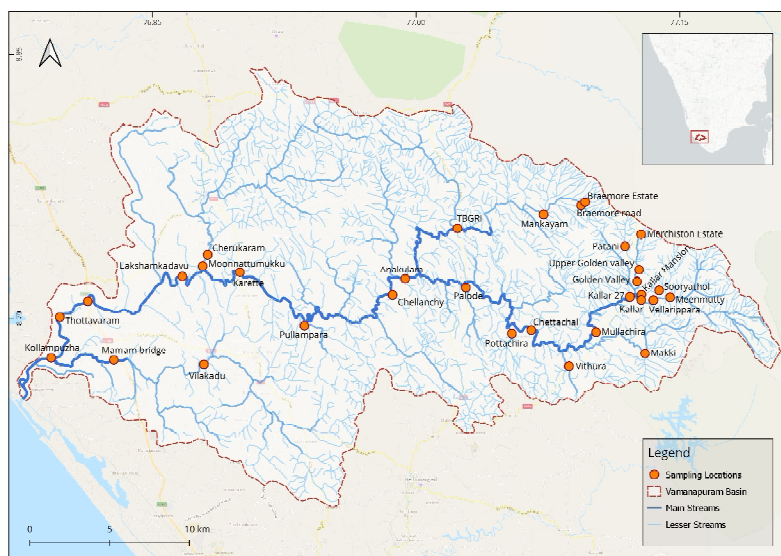 76.85
77.00
77.15
8.85
Braemore Estate
Braemore road
TBGRI
Mankayam
Merchiston Estate
Patani
Cherukaram
Upper Golden valley
Kallar Mansion
Lakshamkadavu
Moonnattumukku
Anakulam
Golden Valley
Sooryathol
Karette
Palode
Kallar 27
Meenmutty
Chellanchy
Kallar
Vellarippara
Thottavaram
Pullampara
Chettachal
Pottachira
Mullachira
Kollampuzha
Mamam bridge
Vilakadu
Vithura
Makki
Legend
Sampling Locations
Vamanapuram Basin
Main Streams
Lesser Streams
0 5 10 km